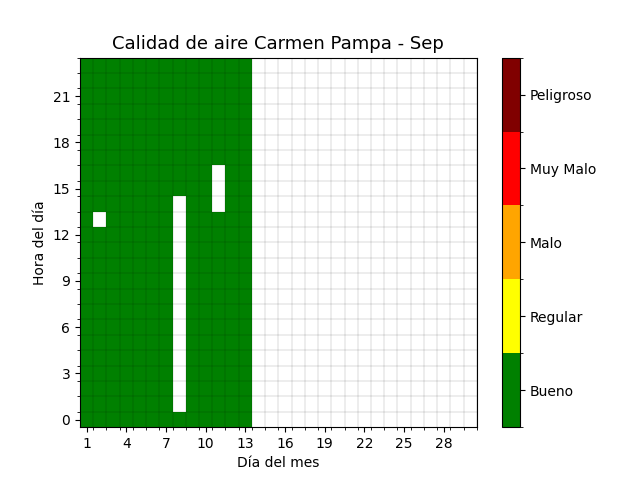 Calidad de aire Carmen Pampa - Sep
Hora del día
21
18
15
12
9
6
3
0
1 4 7 10 13 16 19 22 25 28
Día del mes
Peligroso
Muy Malo
Malo
Regular
Bueno